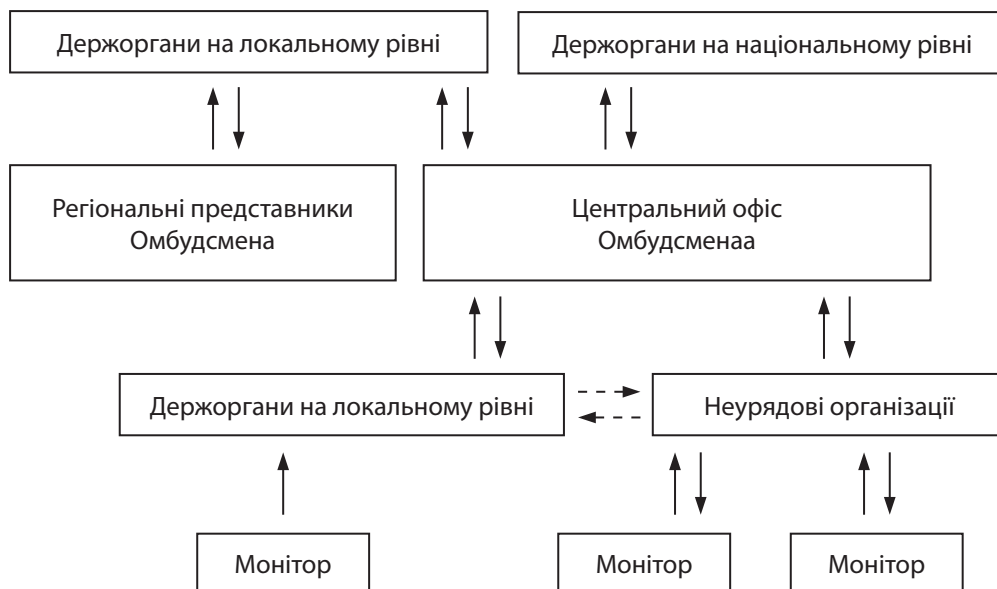 Держоргани на локальному рівні
Держоргани на національному рівні
Регіональні представники
Омбудсмена
Центральний офіс
Омбудсменаа
Держоргани на локальному рівні
Неурядові організації
Монітор
Монітор
Монітор